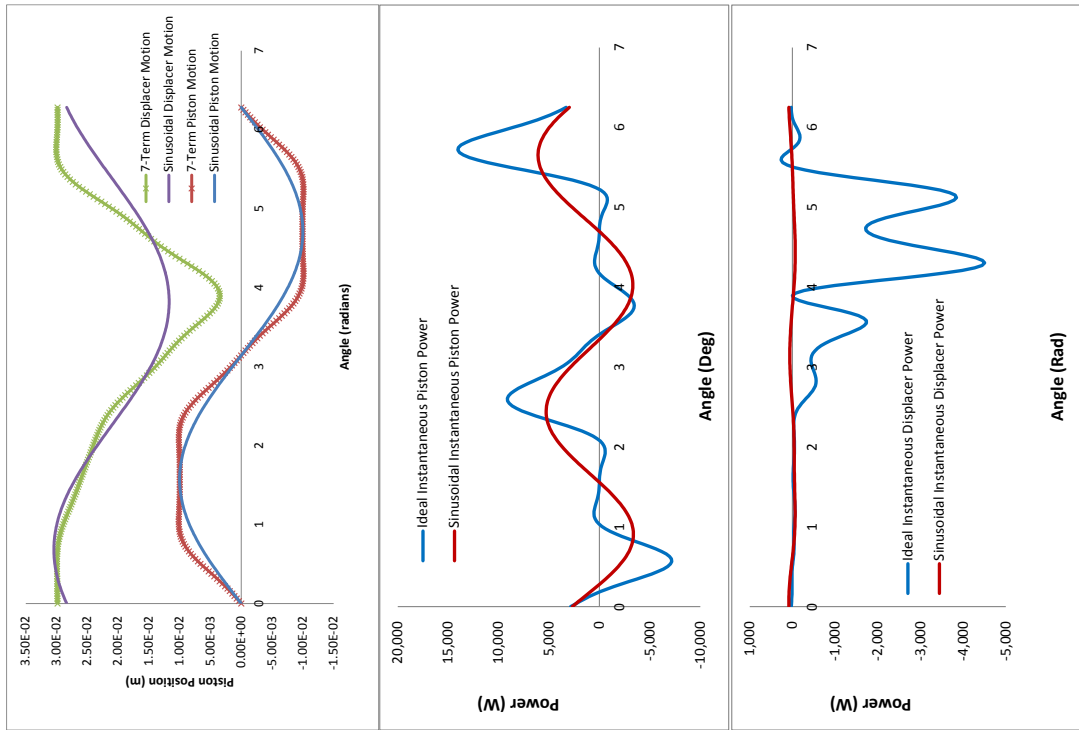 3.50E-02
3.00E-02
2.50E-02
2.00E-02
1.50E-02
1.00E-02
5.00E-03
0.00E+00
-5.00E-03
-1.00E-02
-1.50E-02
Piston Position (m)
0 1 2 3 4 5 6 7
Angle (radians)
7-Term Displacer Motion
Sinusoidal Displacer Motion
7-Term Piston Motion
Sinusoidal Piston Motion
20,000
15,000
10,000
5,000
0
-5,000
-10,000
Power (W)
0 1 2 3 4 5 6 7
Angle (Deg)
Ideal Instantaneous Piston Power
Sinusoidal Instantaneous Piston Power
1,000
0
-1,000
-2,000
-3,000
-4,000
-5,000
Power (W)
0 1 2 3 4 5 6 7
Angle (Rad)
Ideal Instantaneous Displacer Power
Sinusoidal Instantaneous Displacer Power